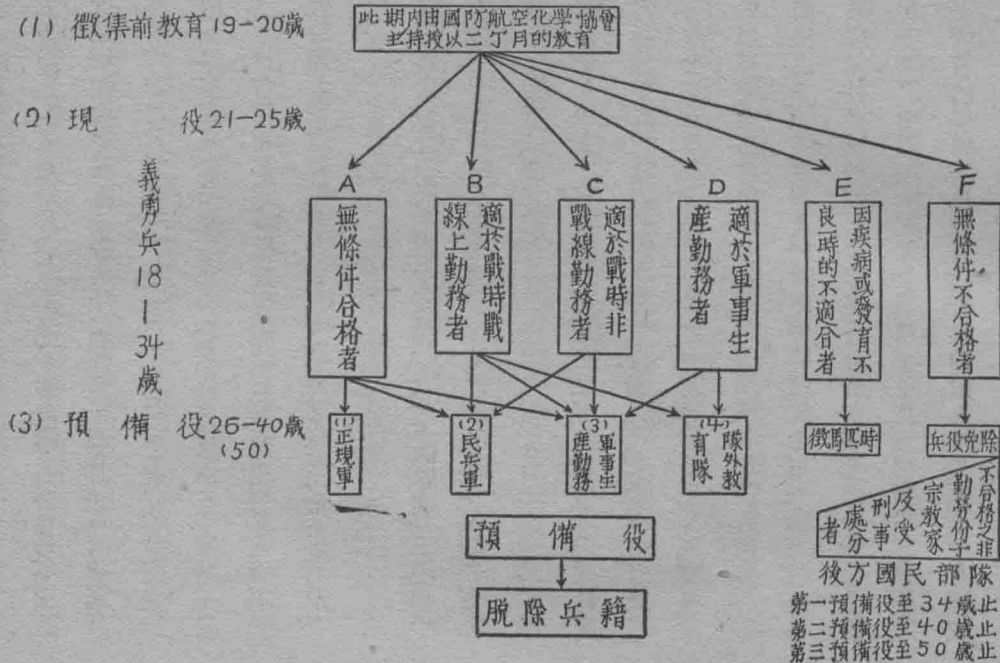 (1) 徵集前教育19-20歲
此期内由國防航空化學協會
主持授以二丁月的教育
(2) 現 役21-25歲
義勇兵18—34歲
A
B
C
D
E
F
無條件合格者
適於戰時戰
線上勤務者
適於戰時非
戰線勤務者
適於軍事生
產勤務者
因疾病或發育不
良一時的不適合者
無條件不合格者
(3) 預備役26-40歲
(50)
(1)正規軍
(2)民兵軍
(3)軍事生
產勤務
(4)隊外教
育隊
徵馬匹時
兵役免除
不合格之非
勤勞份子
宗教家
及受
刑事
處分
者
預備役
後方國民部隊
脱除兵籍
第一預備役至34歲止
第二預備役至40歲止
第三預備役至50歲止